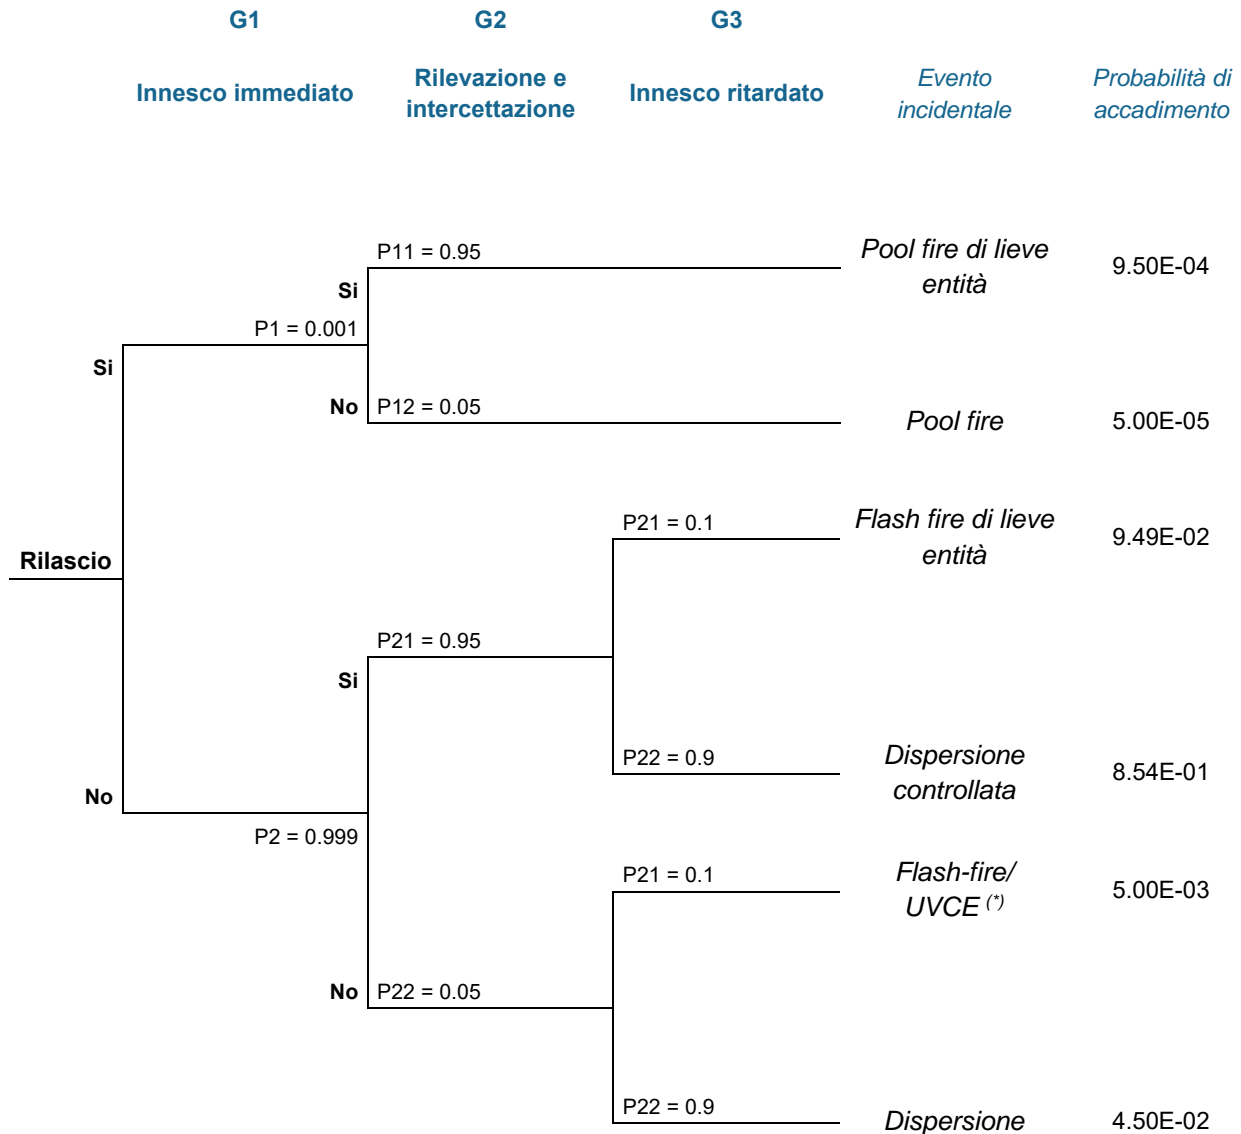 G1 G2 G3
Innesco immediato
Rilevazione e
intercettazione
Innesco ritardato
Evento
incidentale
Probabilità di
accadimento
P11 = 0.95
Pool fire di lieve
entità
9.50E-04
Si
P1 = 0.001
Si
No
P12 = 0.05
Pool fire
5.00E-05
P21 = 0.1
Flash fire di lieve
entità
9.49E-02
Rilascio
P21 = 0.95
Si
P22 = 0.9
Dispersione
controllata
8.54E-01
No
P2 = 0.999
P21 = 0.1
Flash-fire/
UVCE (*)
5.00E-03
No
P22 = 0.05
P22 = 0.9
Dispersione
4.50E-02